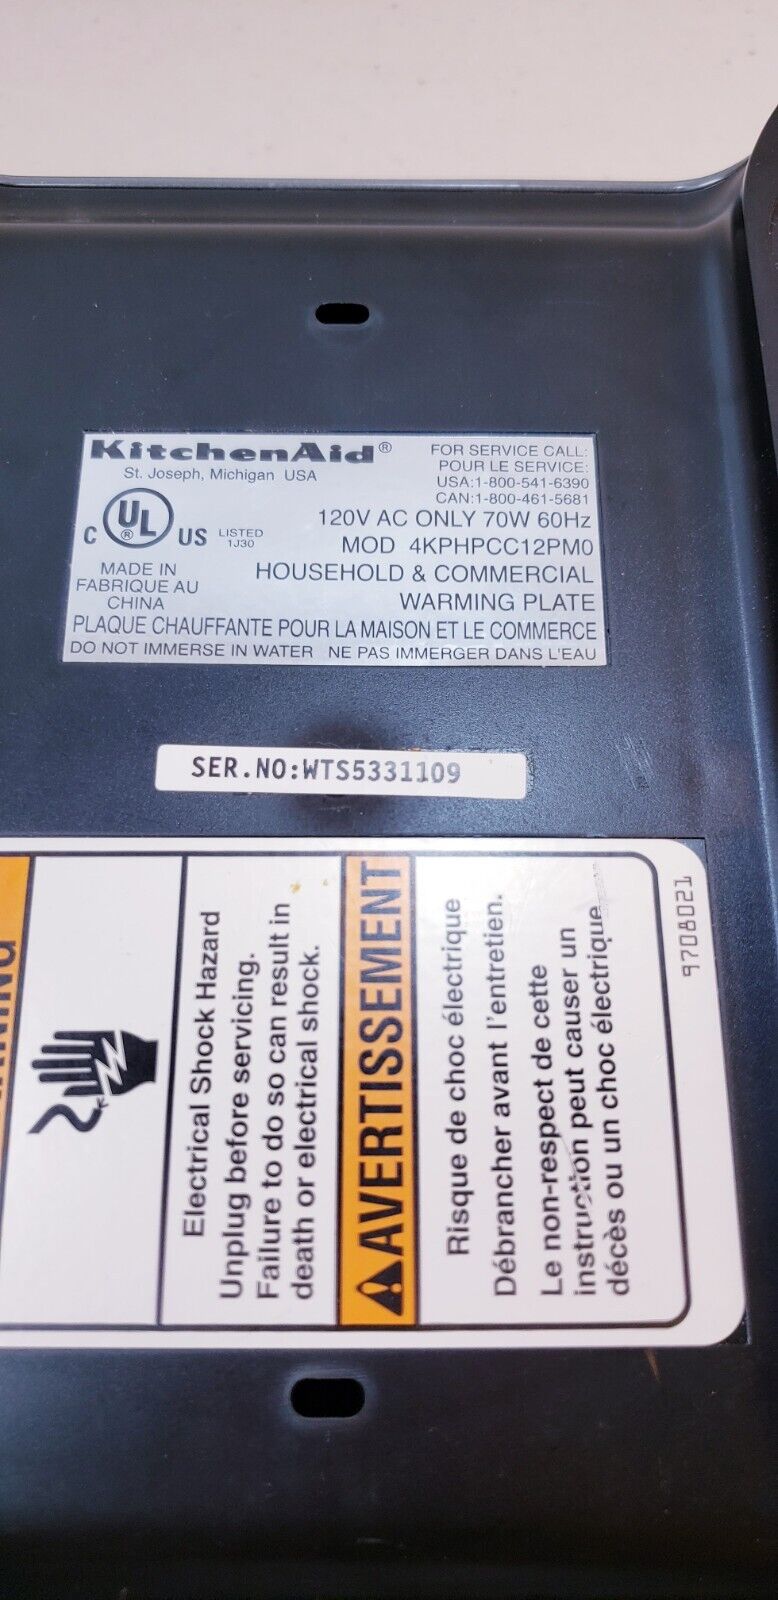 KitchenAid®
St. Joseph, Michigan USA
FOR SERVICE CALL:
POUR LE SERVICE:
USA:1-800-541-6390
CAN:1-800-461-5681
C UL ® US LISTED
1J30
120V AC ONLY 70W 60Hz
MOD 4KPHPCC12PM0
MADE IN
FABRIQUE AU
CHINA
HOUSEHOLD & COMMERCIAL
WARMING PLATE
PLAQUE CHAUFFANTE POUR LA MAISON ET LE COMMERCE
DO NOT IMMERSE IN WATER NE PAS IMMERGER DANS L'EAU
SER.NO:WTS5331109
Electrical Shock Hazard
Unplug before servicing.
Failure to do so can result in
death or electrical shock.
AVERTISSEMENT
Risque de choc électrique
Débrancher avant l'entretien.
Le non-respect de cette
instruction peut causer un
décès ou un choc électrique.
9708021